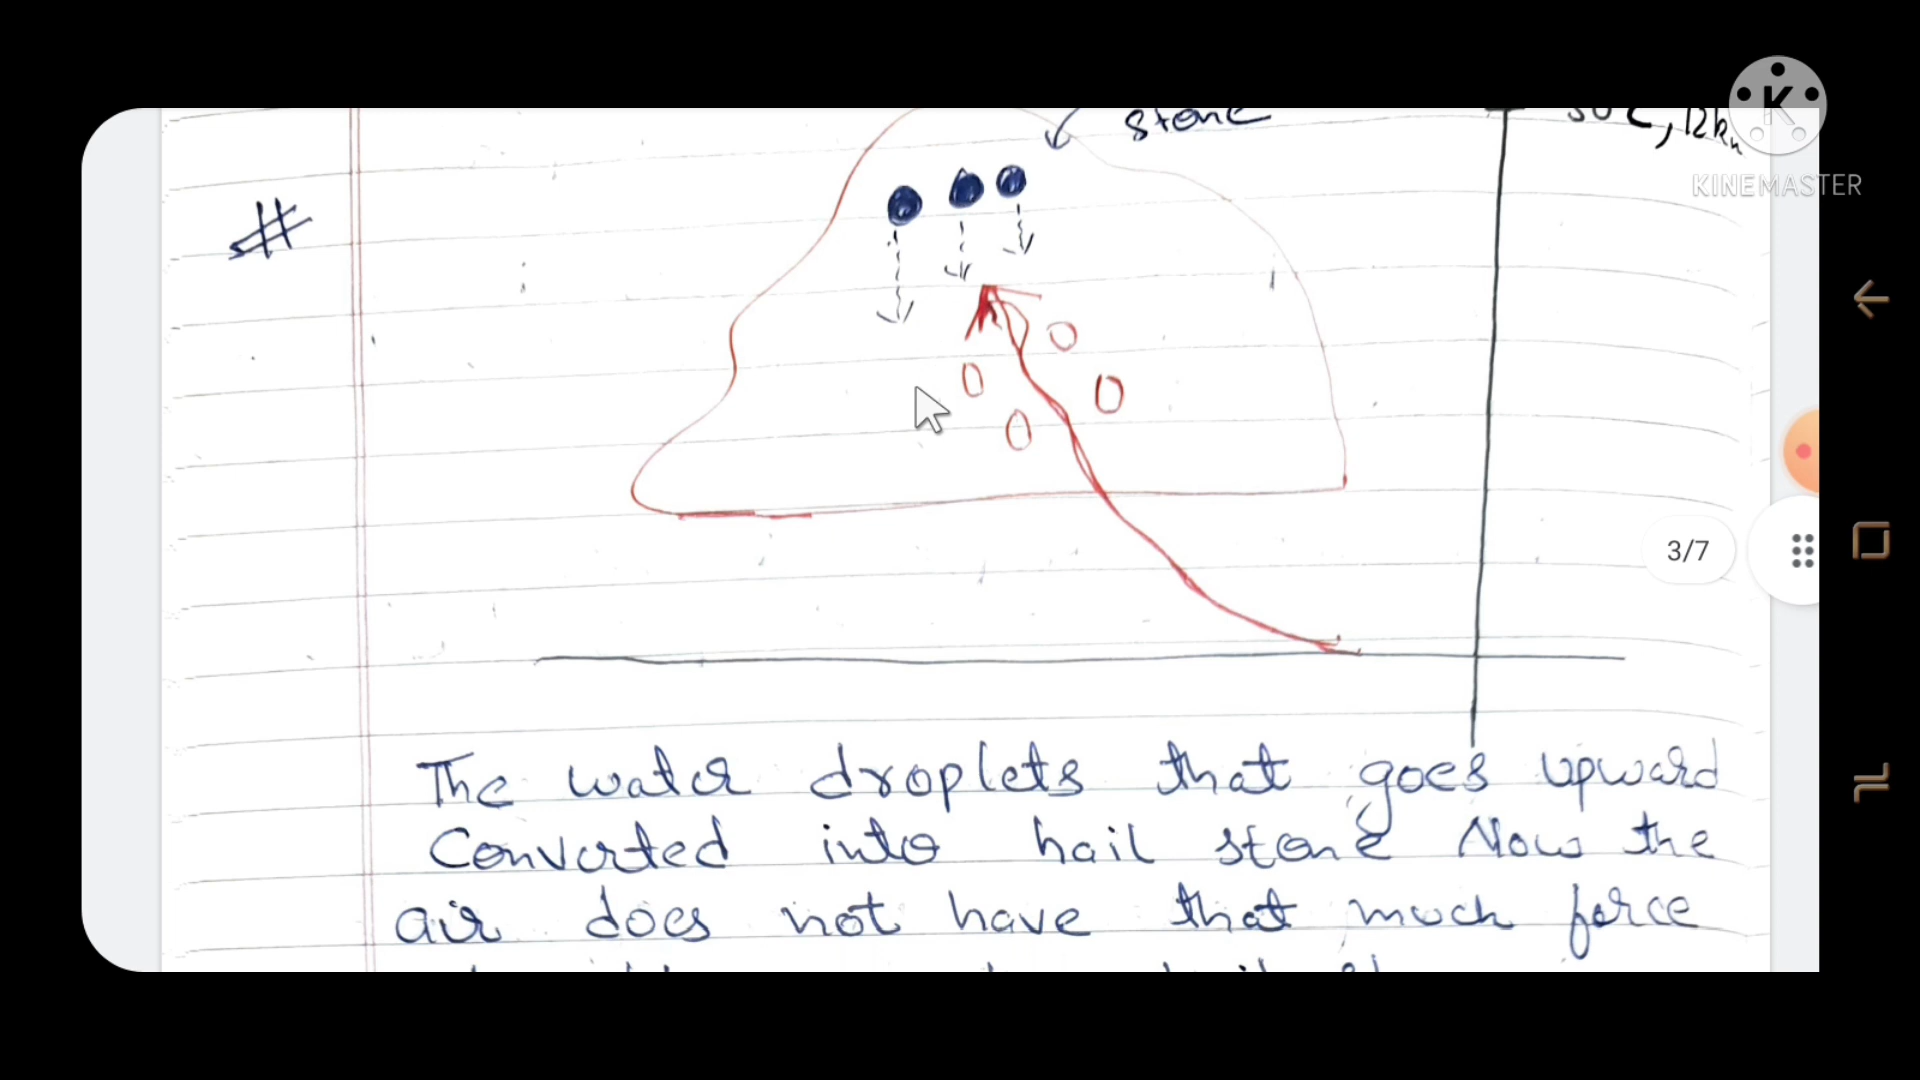 stone
12km
KINEMASTER
#
3/7
The water droplets that goes upward
Converted into hail stone Now the
air does not have that much force